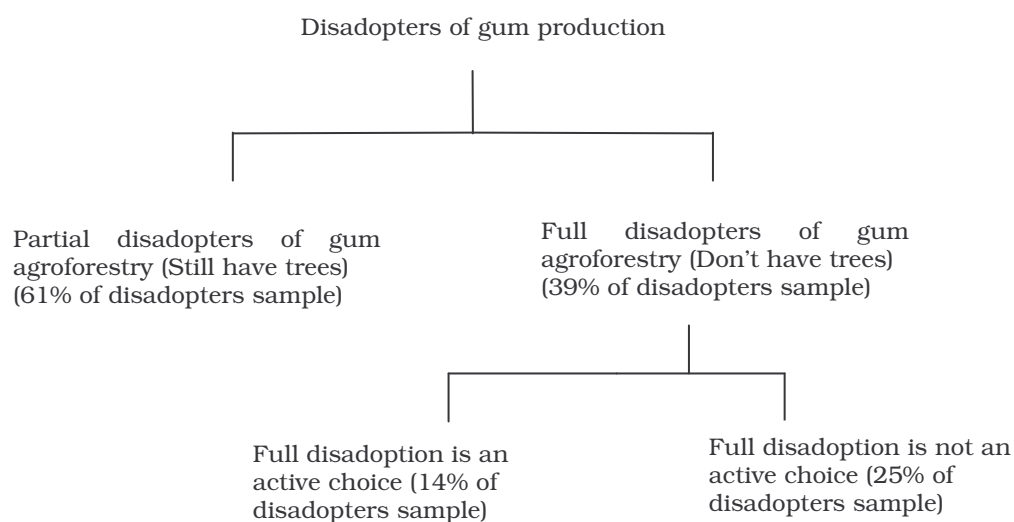 Disadopters of gum production
Partial disadopters of gum
agroforestry (Still have trees)
(61% of disadopters sample)
Full disadopters of gum
agroforestry (Don't have trees)
(39% of disadopters sample)
Full disadoption is an
active choice (14% of
disadopters sample)
Full disadoption is not an
active choice (25% of
disadopters sample)